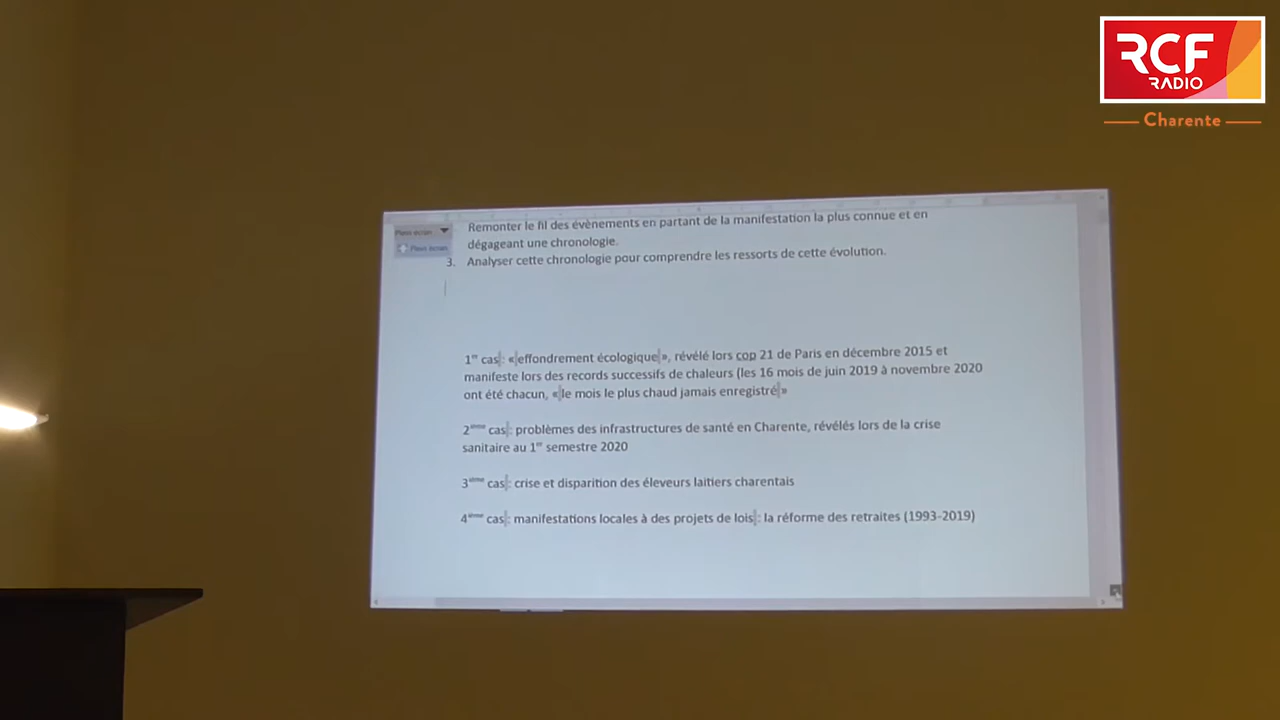 RCF
RADIO
Charente
Plein écran
Plein écran
Remonter le fil des évènements en partant de la manifestation la plus connue et en
dégageant une chronologie.
3. Analyser cette chronologie pour comprendre les ressorts de cette évolution.
1er cas : « effondrement écologique », révélé lors cop 21 de Paris en décembre 2015 et
manifeste lors des records successifs de chaleurs (les 16 mois de juin 2019 à novembre 2020
ont été chacun, « le mois le plus chaud jamais enregistré »
2ième cas : problèmes des infrastructures de santé en Charente, révélés lors de la crise
sanitaire au 1er semestre 2020
3ième cas : crise et disparition des éleveurs laitiers charentais
4ième cas : manifestations locales à des projets de lois : la réforme des retraites (1993-2019)